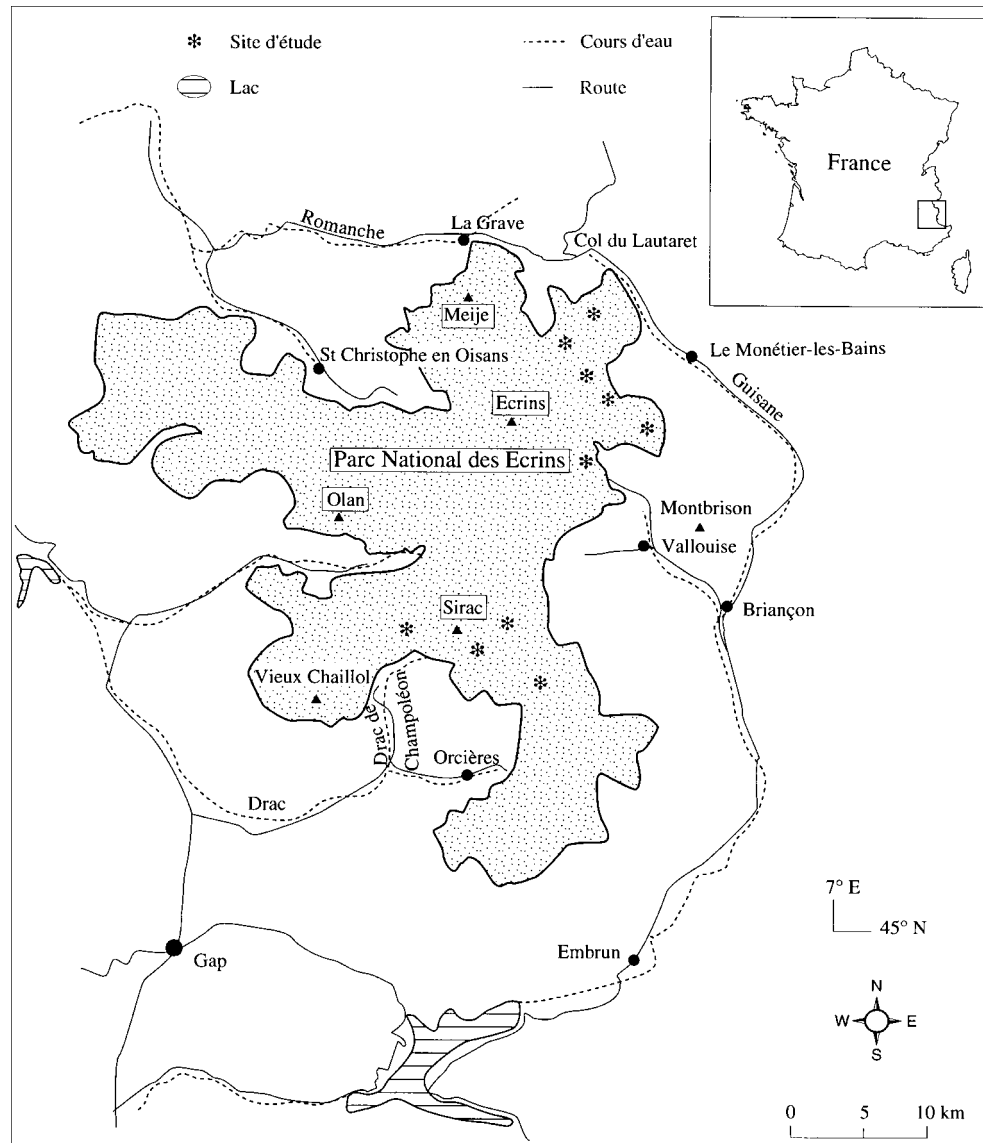 Site d'étude
Cours d'eau
Lac
Route
France
Romanche
La Grave
Col du Lautaret
Meije
St Christophe en Oisans
Le Monétier-les-Bains
Guisane
Ecrins
Parc National des Ecrins
Olan
Montbrison
Vallouise
Sirac
Briançon
Vieux Chaillol
Drac de
Champoléon
Orcières
Drac
7° E
45° N
Gap
Embrun
N
W
E
S
0 5 10 km